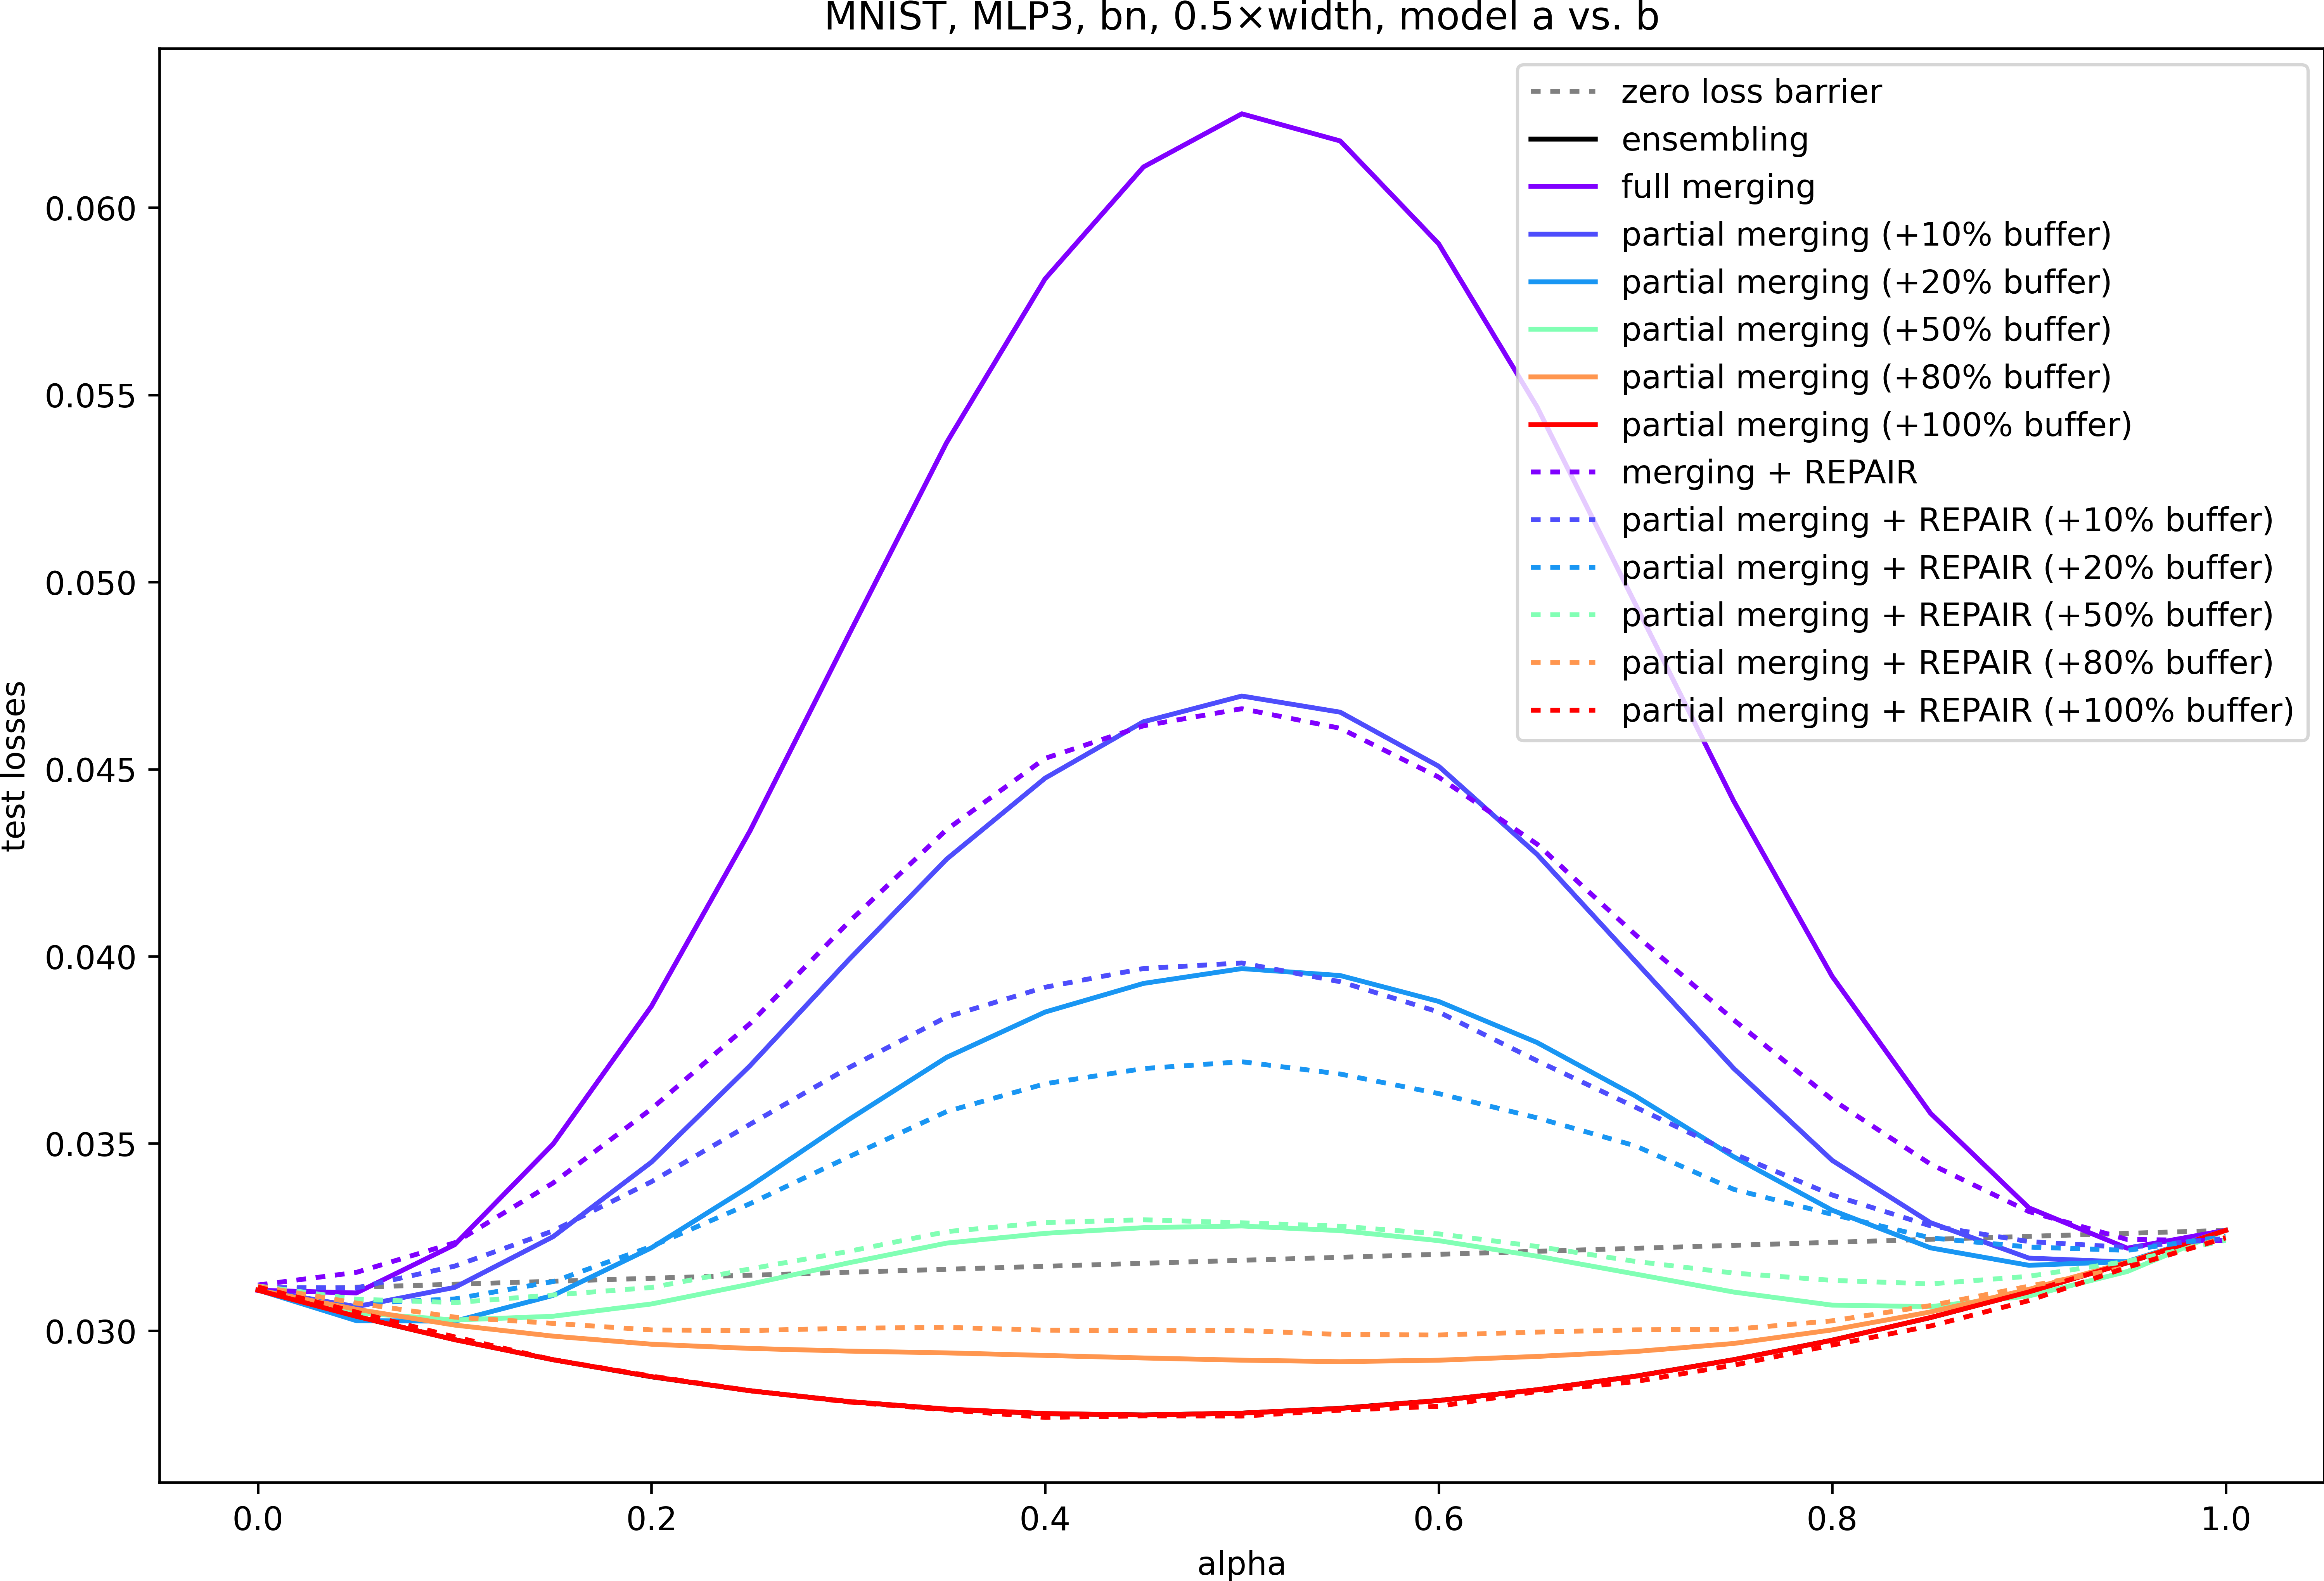 MNIST, MLP3, bn, 0.5×width, model a vs. b
zero loss barrier
ensembling
full merging
partial merging (+10% buffer)
partial merging (+20% buffer)
partial merging (+50% buffer)
partial merging (+80% buffer)
partial merging (+100% buffer)
merging + REPAIR
partial merging + REPAIR (+10% buffer)
partial merging + REPAIR (+20% buffer)
partial merging + REPAIR (+50% buffer)
partial merging + REPAIR (+80% buffer)
partial merging + REPAIR (+100% buffer)
test losses
0.060
0.055
0.050
0.045
0.040
0.035
0.030
0.0 0.2 0.4 0.6 0.8 1.0
alpha